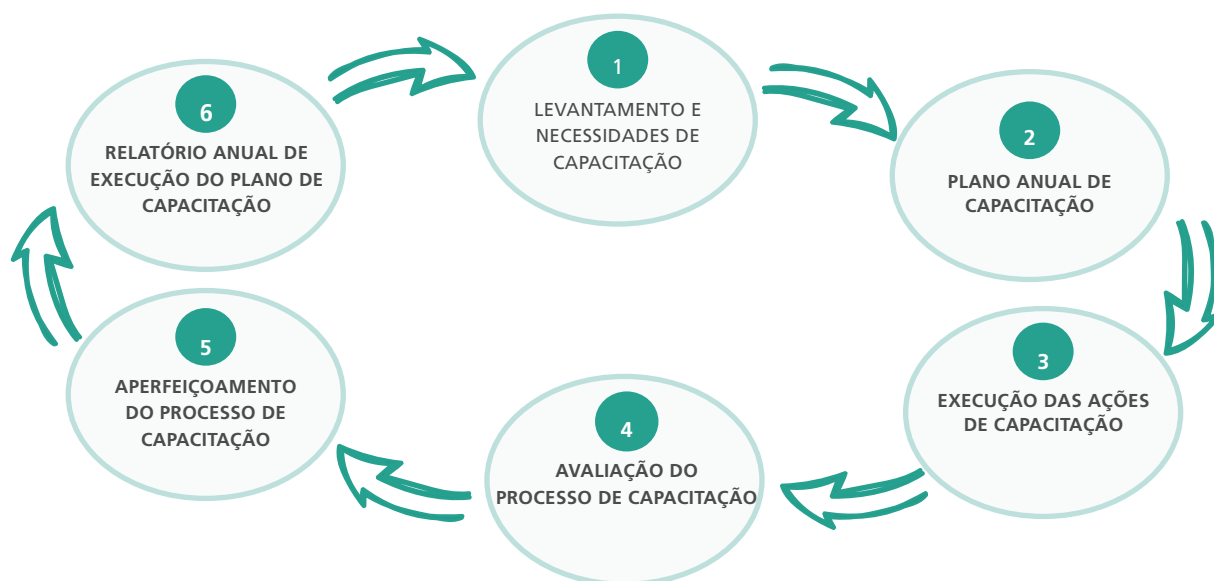 1
LEVANTAMENTO E
NECESSIDADES DE
CAPACITAÇÃO
2
PLANO ANUAL DE
CAPACITAÇÃO
3
EXECUÇÃO DAS AÇÕES
DE CAPACITAÇÃO
4
AVALIAÇÃO DO
PROCESSO DE CAPACITAÇÃO
5
APERFEIÇOAMENTO
DO PROCESSO DE
CAPACITAÇÃO
6
RELATÓRIO ANUAL DE
EXECUÇÃO DO PLANO DE
CAPACITAÇÃO